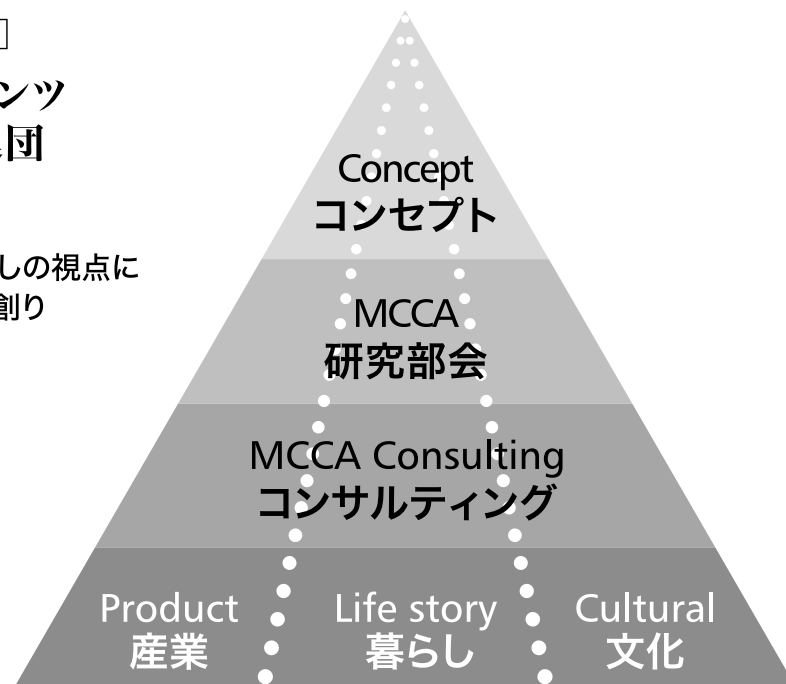 ンツ
団
しの視点に
創り
Concept
コンセプト
MCCA
研究部会
MCCA Consulting
コンサルティング
Product
産業
Life story
暮らし
Cultural
文化